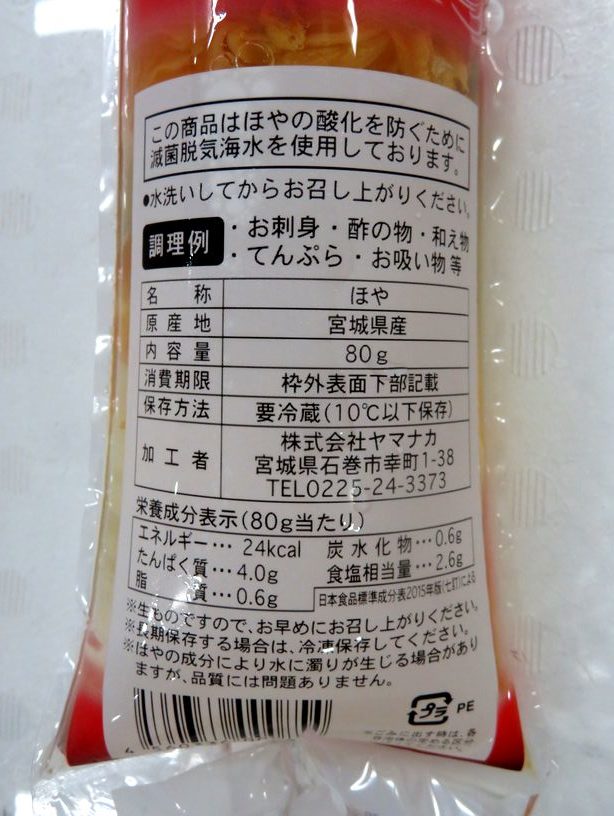 この商品はほやの酸化を防ぐために
滅菌脱気海水を使用しております。
●水洗いしてからお召し上がりください。
調理例
・お刺身・酢の物・和え物
・てんぷら・お吸い物 等
名称 ほや
原産地 宮城県産
内容量 80g
消費期限 枠外表面下部記載
保存方法 要冷蔵(10℃以下保存)
加工者 株式会社ヤマナカ
宮城県石巻市幸町1-38
TEL0225-24-3373
栄養成分表示(80g当たり)
エネルギー… 24kcal 炭水化物…0.6g
たんぱく質…4.0g 食塩相当量…2.6g
脂質…0.6g 日本食品標準成分表2015年版(七訂)による
※生ものですので、お早めにお召し上がりください。
※長期保存する場合は、冷凍保存してください。
※ほやの成分により水に濁りが生じる場合があり
ますが、品質には問題ありません。
プラ PE
※ごみに出す時は、各